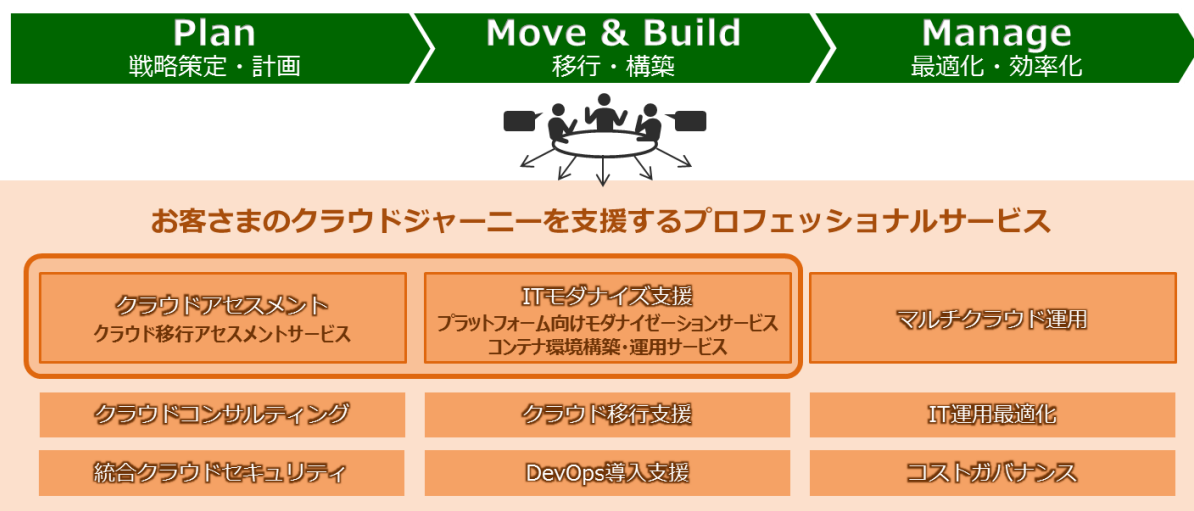 Plan
戦略策定・計画
Move & Build
移行・構築
Manage
最適化・効率化
お客さまのクラウドジャーニーを支援するプロフェッショナルサービス
クラウドアセスメント
クラウド移行アセスメントサービス
ITモダナイズ支援
プラットフォーム向けモダナイゼーションサービス
コンテナ環境構築・運用サービス
マルチクラウド運用
クラウドコンサルティング
クラウド移行支援
IT運用最適化
統合クラウドセキュリティ
DevOps導入支援
コストガバナンス